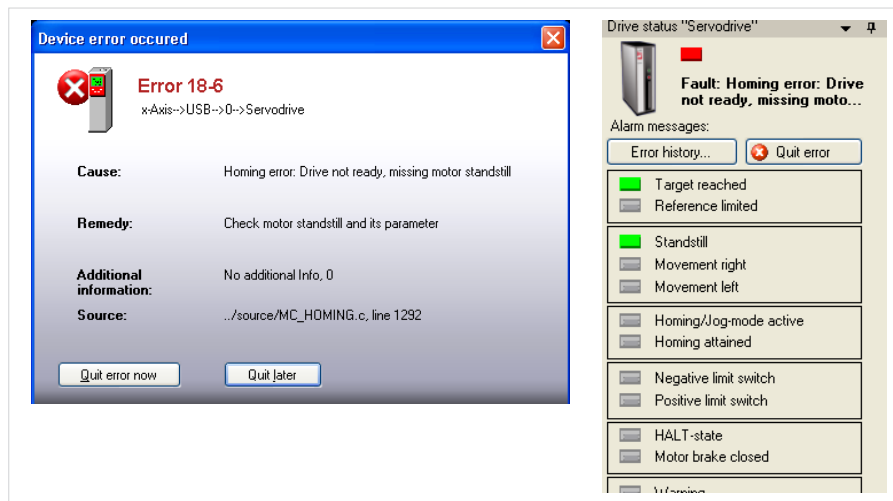 Device error occured
Error 18-6
x-Axis-->USB-->0-->Servodrive
Cause: Homing error: Drive not ready, missing motor standstill
Remedy: Check motor standstill and its parameter
Additional information: No additional Info, 0
Source: ../source/MC_HOMING.c, line 1292
Quit error now Quit later
Drive status "Servodrive"
Fault: Homing error: Drive
not ready, missing moto...
Alarm messages:
Error history... Quit error
Target reached
Reference limited
Standstill
Movement right
Movement left
Homing/Jog-mode active
Homing attained
Negative limit switch
Positive limit switch
HALT-state
Motor brake closed
Warning